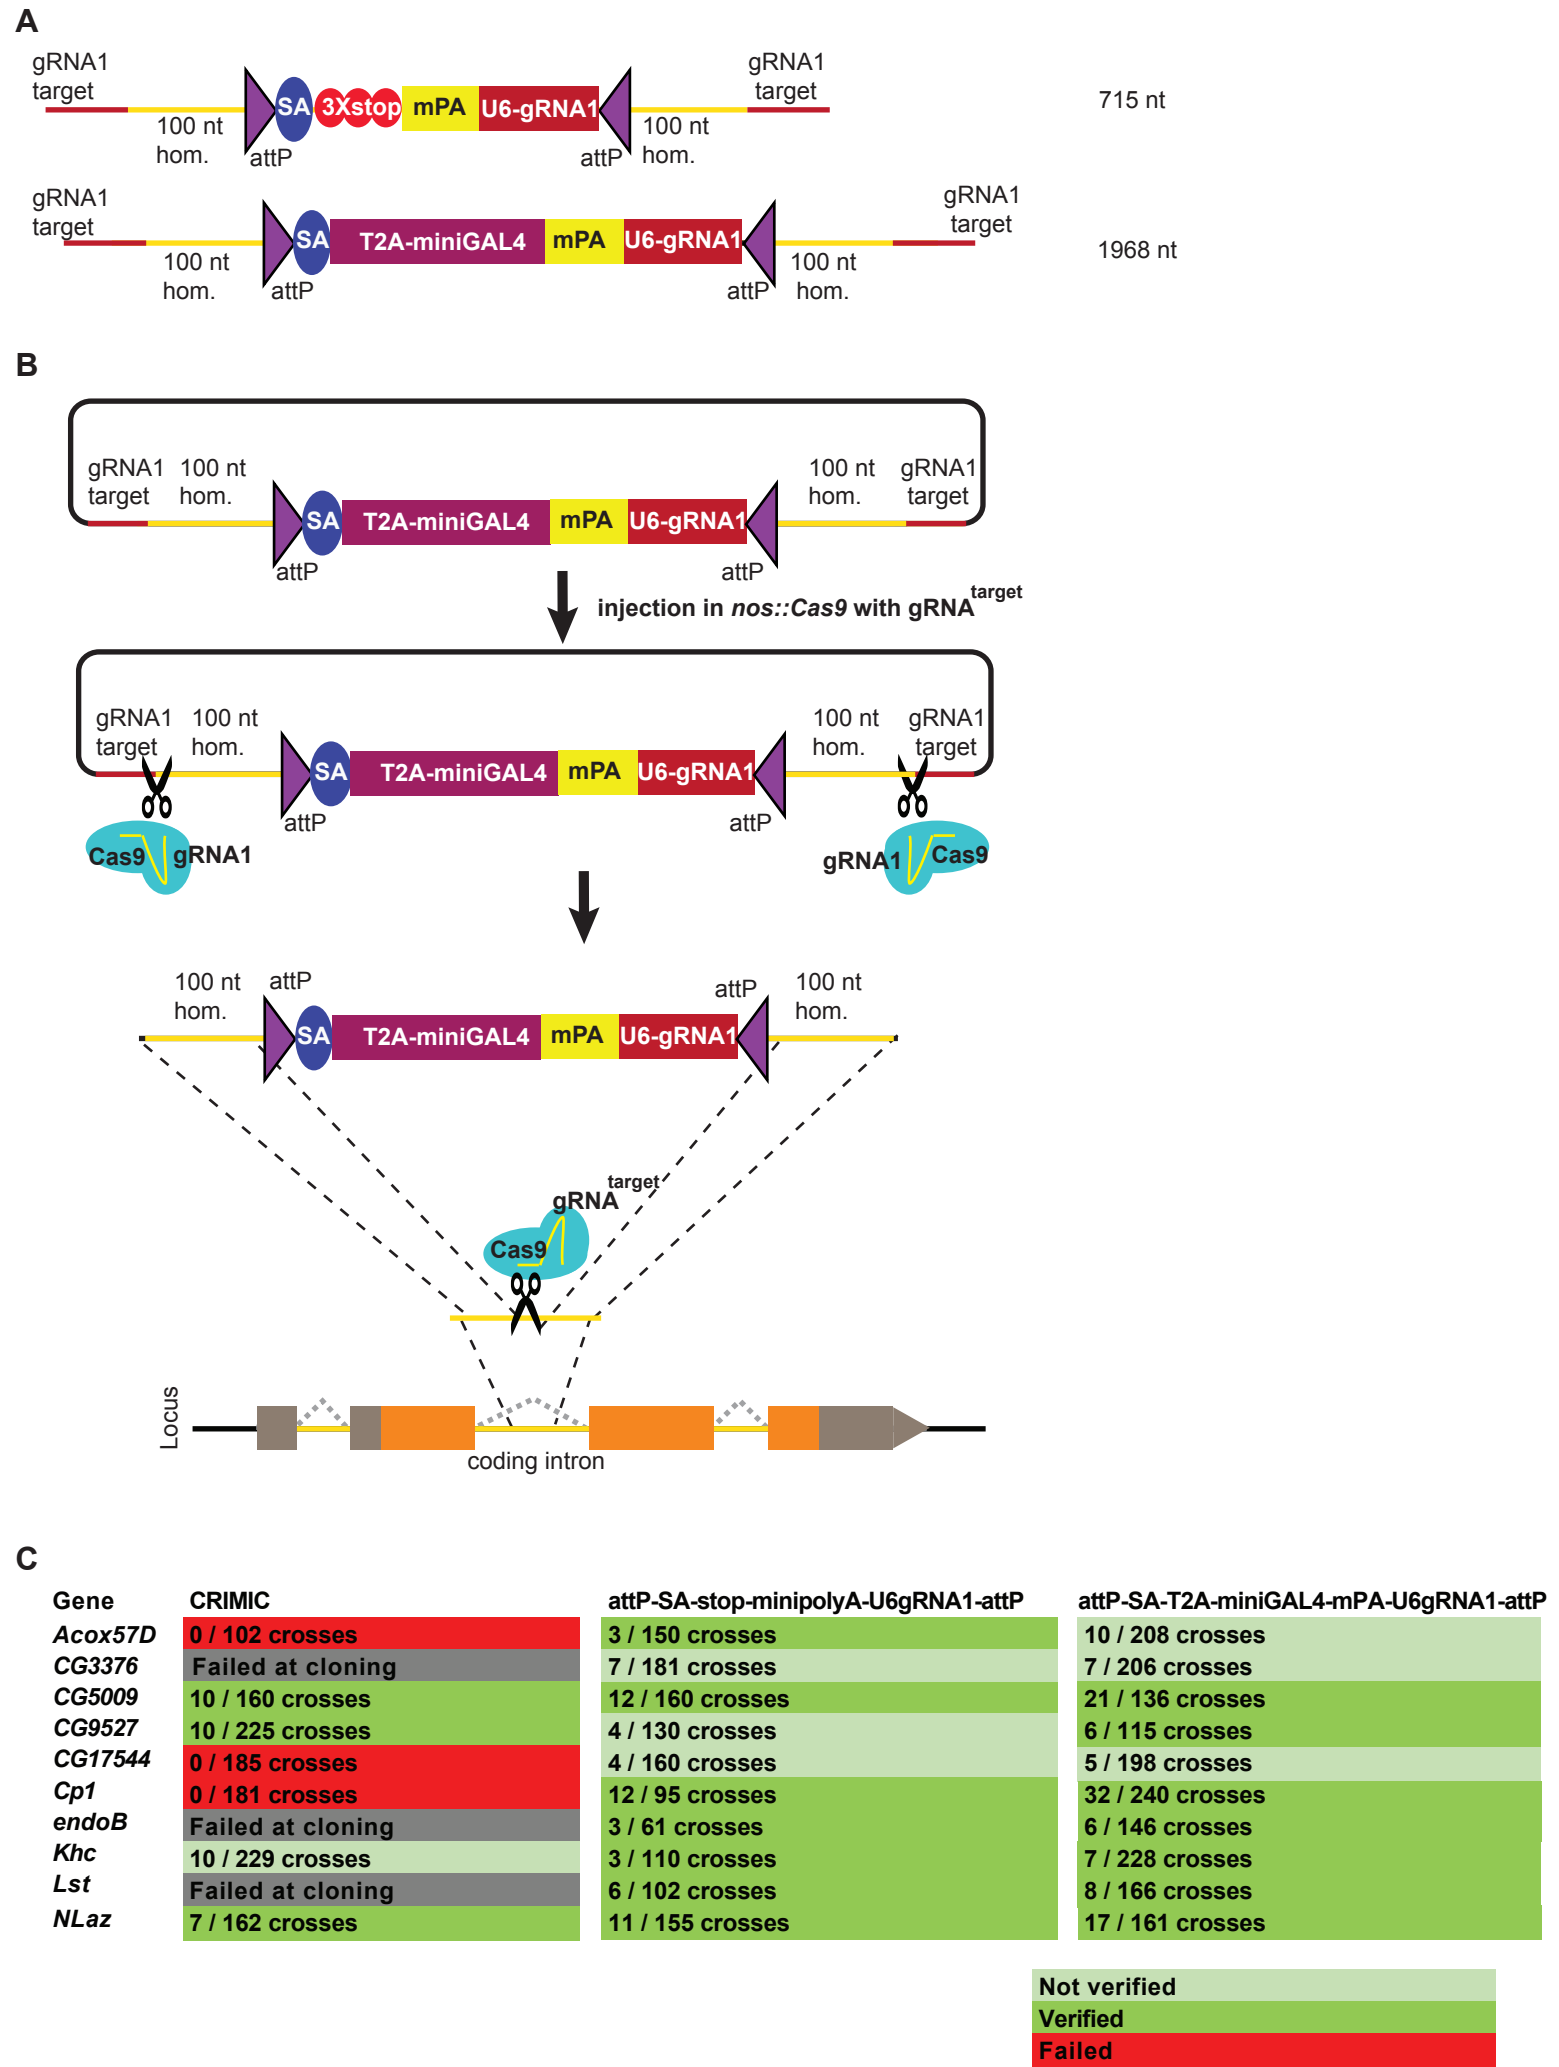 A
gRNA1
target
gRNA1
target
SA
3Xstop
mPA
U6-gRNA1
100 nt
hom.
attP
attP
100 nt
hom.
715 nt
gRNA1
target
gRNA1
target
SA
T2A-miniGAL4
mPA
U6-gRNA1
100 nt
hom.
attP
attP
100 nt
hom.
1968 nt
B
gRNA1
target
100 nt
hom.
100 nt
hom.
gRNA1
target
SA
T2A-miniGAL4
mPA
U6-gRNA1
attP
attP
injection in nos::Cas9 with gRNA target
gRNA1
target
100 nt
hom.
100 nt
hom.
gRNA1
target
SA
T2A-miniGAL4
mPA
U6-gRNA1
attP
attP
Cas9
gRNA1
gRNA1
Cas9
100 nt
hom.
attP
attP
100 nt
hom.
SA
T2A-miniGAL4
mPA
U6-gRNA1
gRNA target
Cas9
Locus
coding intron
C
Gene CRIMIC attP-SA-stop-minipolyA-U6gRNA1-attP attP-SA-T2A-miniGAL4-mPA-U6gRNA1-attP
Acox57D 0 / 102 crosses 3 / 150 crosses 10 / 208 crosses
CG3376 Failed at cloning 7 / 181 crosses 7 / 206 crosses
CG5009 10 / 160 crosses 12 / 160 crosses 21 / 136 crosses
CG9527 10 / 225 crosses 4 / 130 crosses 6 / 115 crosses
CG17544 0 / 185 crosses 4 / 160 crosses 5 / 198 crosses
Cp1 0 / 181 crosses 12 / 95 crosses 32 / 240 crosses
endoB Failed at cloning 3 / 61 crosses 6 / 146 crosses
Khc 10 / 229 crosses 3 / 110 crosses 7 / 228 crosses
Lst Failed at cloning 6 / 102 crosses 8 / 166 crosses
NLaz 7 / 162 crosses 11 / 155 crosses 17 / 161 crosses
Not verified
Verified
Failed